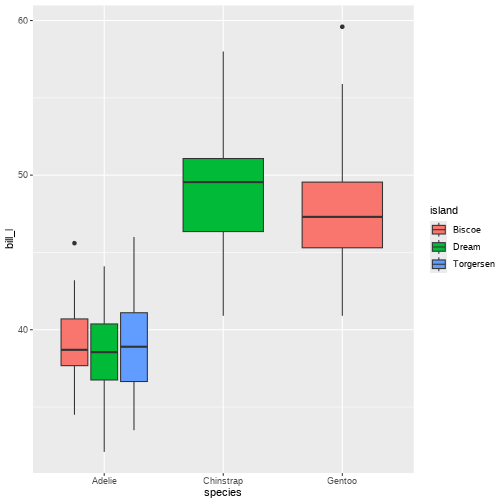 60
50
40
bill_l
Adelie
Chinstrap
Gentoo
species
island
Biscoe
Dream
Torgersen